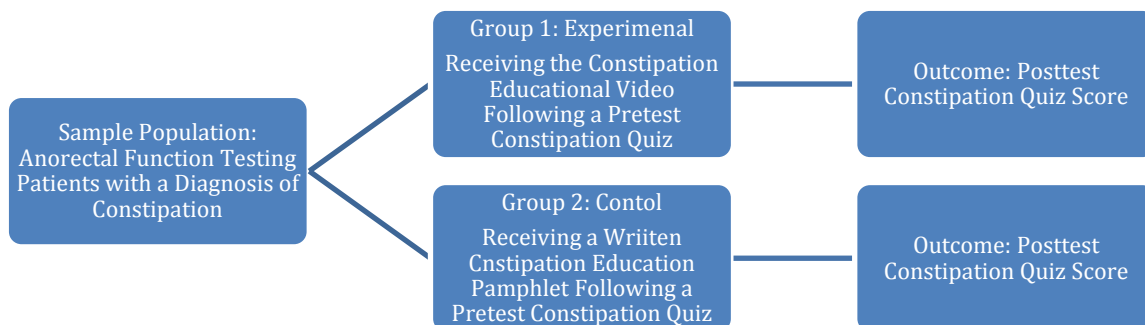 Sample Population:
Anorectal Function Testing
Patients with a Diagnosis of
Constipation
Group 1: Experimenal
Receiving the Constipation
Educational Video
Following a Pretest
Constipation Quiz
Outcome: Posttest
Constipation Quiz Score
Group 2: Contol
Receiving a Wriiten
Cnstipation Education
Pamphlet Following a
Pretest Constipation Quiz
Outcome: Posttest
Constipation Quiz Score